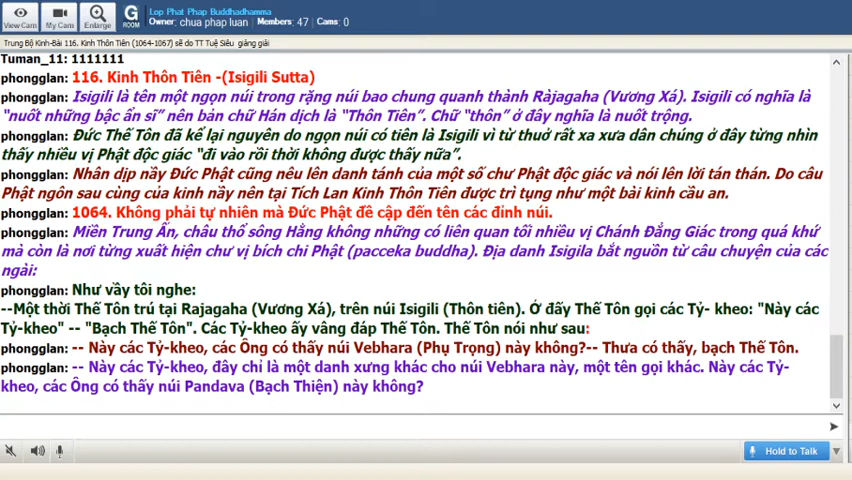 View Cam
My Cam
Enlarge
G
ROOM
Lop Phat Phap Buddhadhamma
Owner: chua phap luan Members: 47 Cams: 0
Trung Bộ Kinh-Bài 116. Kinh Thôn Tiên (1064-1067) sẽ do TT Tuệ Siêu giảng giải
Tuman_11: 1111111
phongglan: 116. Kinh Thôn Tiên -(Isigili Sutta)
phongglan: Isigili là tên một ngọn núi trong rặng núi bao chung quanh thành Ràjagaha (Vương Xá). Isigili có nghĩa là
"nuốt những bậc ẩn sĩ" nên bản chữ Hán dịch là "Thôn Tiên". Chữ "thôn" ở đây nghĩa là nuốt trộng.
phongglan: Đức Thế Tôn đã kể lại nguyên do ngọn núi có tiên là Isigili vì từ thuở rất xa xưa dân chúng ở đây từng nhìn
thấy nhiều vị Phật độc giác "đi vào rồi thời không được thấy nữa".
phongglan: Nhân dịp nầy Đức Phật cũng nêu lên danh tánh của một số chư Phật độc giác và nói lên lời tán thán. Do câu
Phật ngôn sau cùng của kinh nầy nên tại Tích Lan Kinh Thôn Tiên được trì tụng như một bài kinh cầu an.
phongglan: 1064. Không phải tự nhiên mà Đức Phật đề cập đến tên các đỉnh núi.
phongglan: Miền Trung Ấn, châu thổ sông Hằng không những có liên quan tôi nhiều vị Chánh Đẳng Giác trong quá khứ
mà còn là nơi từng xuất hiện chư vị bích chi Phật (pacceka buddha). Địa danh Isigila bắt nguồn từ câu chuyện của các
ngài:
phongglan: Như vầy tôi nghe:
--Một thời Thế Tôn trú tại Rajagaha (Vương Xá), trên núi Isigili (Thôn tiên). Ở đấy Thế Tôn gọi các Tỷ- kheo: "Này các
Tỷ-kheo" -- "Bạch Thế Tôn". Các Tỷ-kheo ấy vâng đáp Thế Tôn. Thế Tôn nói như sau:
phongglan: -- Này các Tỷ-kheo, các Ông có thấy núi Vebhara (Phụ Trọng) này không?-- Thưa có thấy, bạch Thế Tôn.
phongglan: -- Này các Tỷ-kheo, đây chỉ là một danh xưng khác cho núi Vebhara này, một tên gọi khác. Này các Tỷ-
kheo, các Ông có thấy núi Pandava (Bạch Thiện) này không?
Hold to Talk